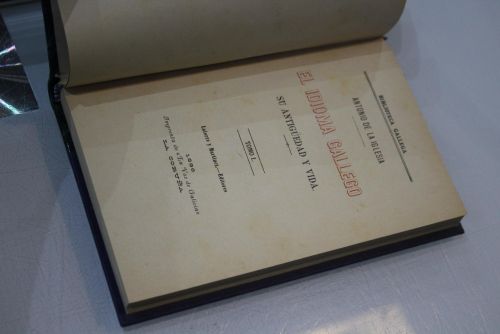 BIBLIOTECA GALLEGA
ANTONIO DE LA IGLESIA
EL IDIOMA GALLEGO
SU ANTIGÜEDAD Y VIDA.
TOMO I.
Latorre y Martínez.—Editores
1886
Imprenta de «La Voz de Galicia»
LA CORUÑA